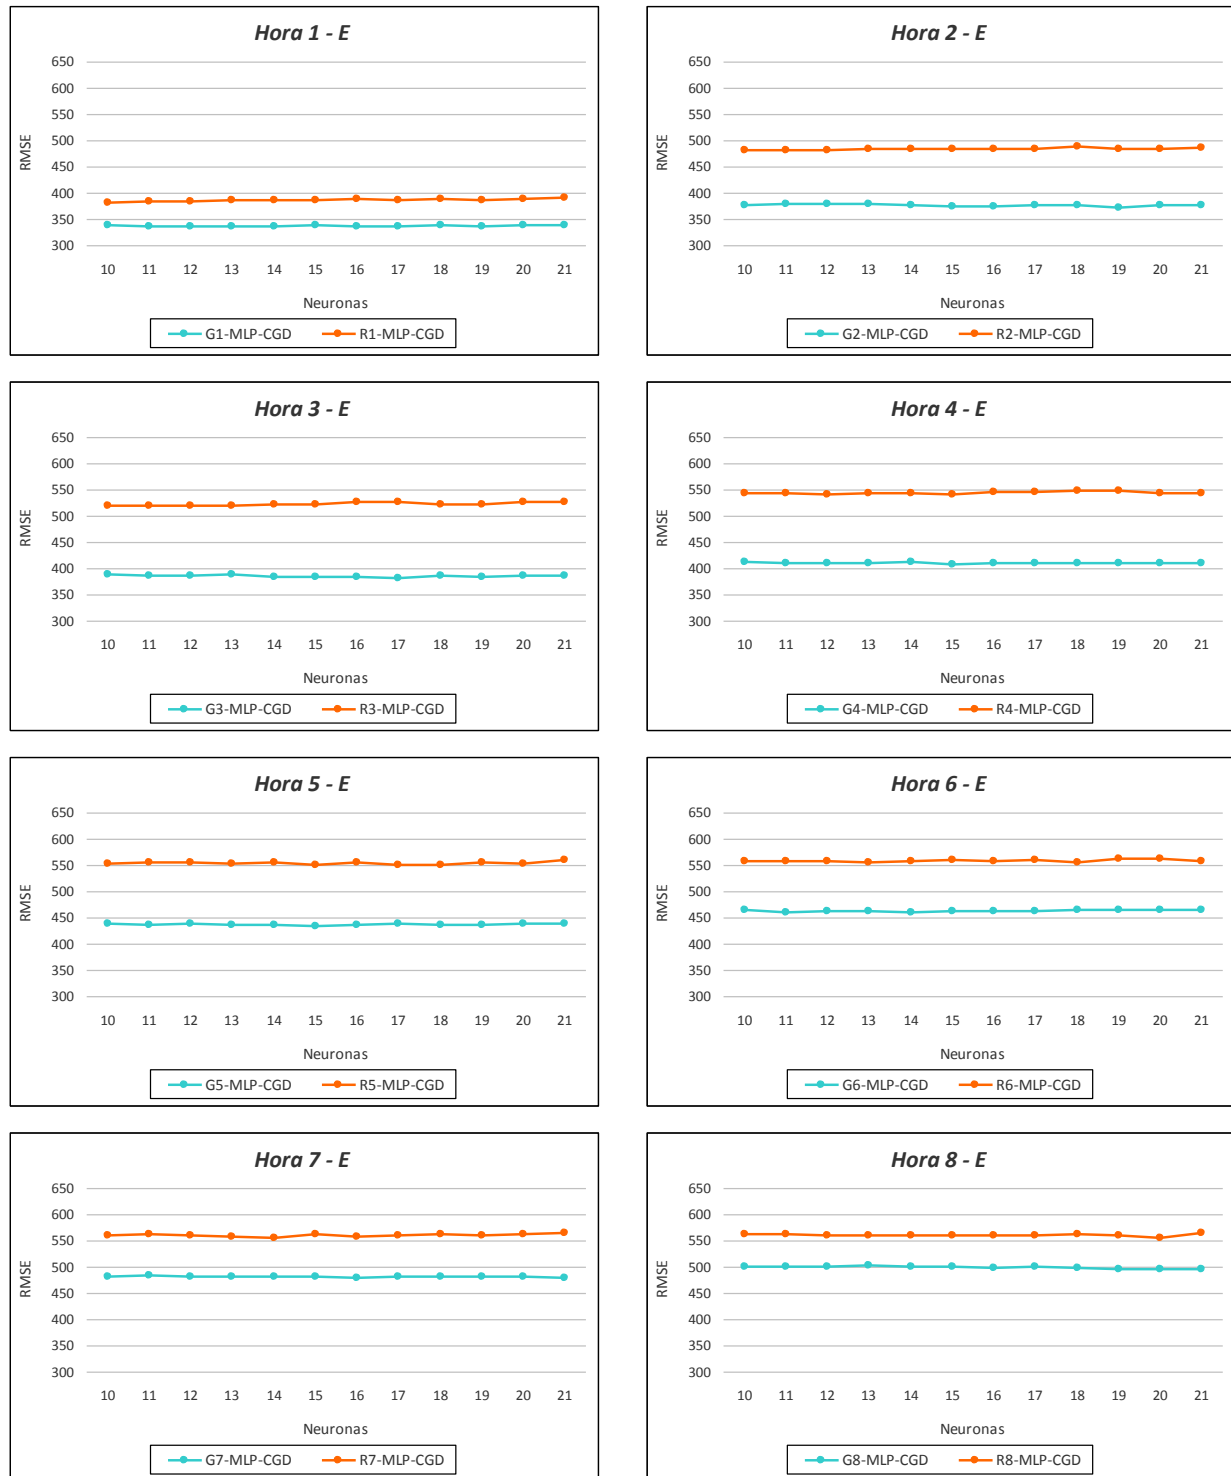 Hora 1 - E
650
600
550
500
450
400
350
300
RMSE
10 11 12 13 14 15 16 17 18 19 20 21
Neuronas
G1-MLP-CGD R1-MLP-CGD
Hora 2 - E
650
600
550
500
450
400
350
300
RMSE
10 11 12 13 14 15 16 17 18 19 20 21
Neuronas
G2-MLP-CGD R2-MLP-CGD
Hora 3 - E
650
600
550
500
450
400
350
300
RMSE
10 11 12 13 14 15 16 17 18 19 20 21
Neuronas
G3-MLP-CGD R3-MLP-CGD
Hora 4 - E
650
600
550
500
450
400
350
300
RMSE
10 11 12 13 14 15 16 17 18 19 20 21
Neuronas
G4-MLP-CGD R4-MLP-CGD
Hora 5 - E
650
600
550
500
450
400
350
300
RMSE
10 11 12 13 14 15 16 17 18 19 20 21
Neuronas
G5-MLP-CGD R5-MLP-CGD
Hora 6 - E
650
600
550
500
450
400
350
300
RMSE
10 11 12 13 14 15 16 17 18 19 20 21
Neuronas
G6-MLP-CGD R6-MLP-CGD
Hora 7 - E
650
600
550
500
450
400
350
300
RMSE
10 11 12 13 14 15 16 17 18 19 20 21
Neuronas
G7-MLP-CGD R7-MLP-CGD
Hora 8 - E
650
600
550
500
450
400
350
300
RMSE
10 11 12 13 14 15 16 17 18 19 20 21
Neuronas
G8-MLP-CGD R8-MLP-CGD